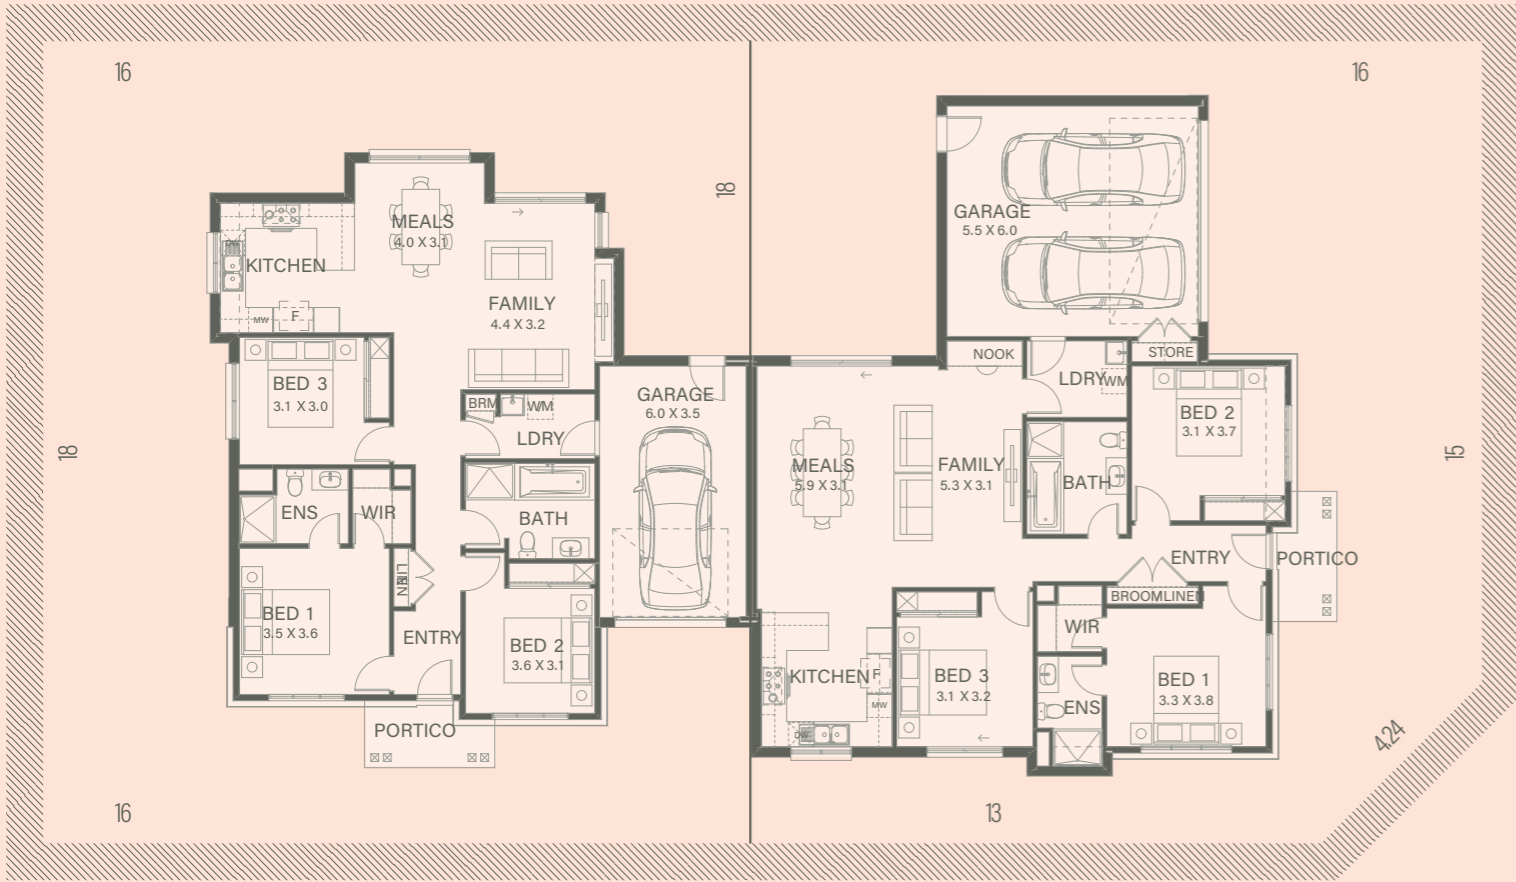 16
16
18
MEALS
4.0 X 3.1
KITCHEN
DW
MW
F
FAMILY
4.4 X 3.2
BED 3
3.1 X 3.0
BRM
WM
LDRY
GARAGE
6.0 X 3.5
18
ENS
WIR
BATH
LINEN
BED 1
3.5 X 3.6
ENTRY
BED 2
3.6 X 3.1
PORTICO
16
GARAGE
5.5 X 6.0
NOOK
STORE
LDRY
WM
BED 2
3.1 X 3.7
MEALS
5.9 X 3.1
FAMILY
5.3 X 3.1
BATH
15
ENTRY
PORTICO
BROOM
LINEN
WIR
KITCHEN
F
MW
DW
BED 3
3.1 X 3.2
BED 1
3.3 X 3.8
ENS
4.24
13